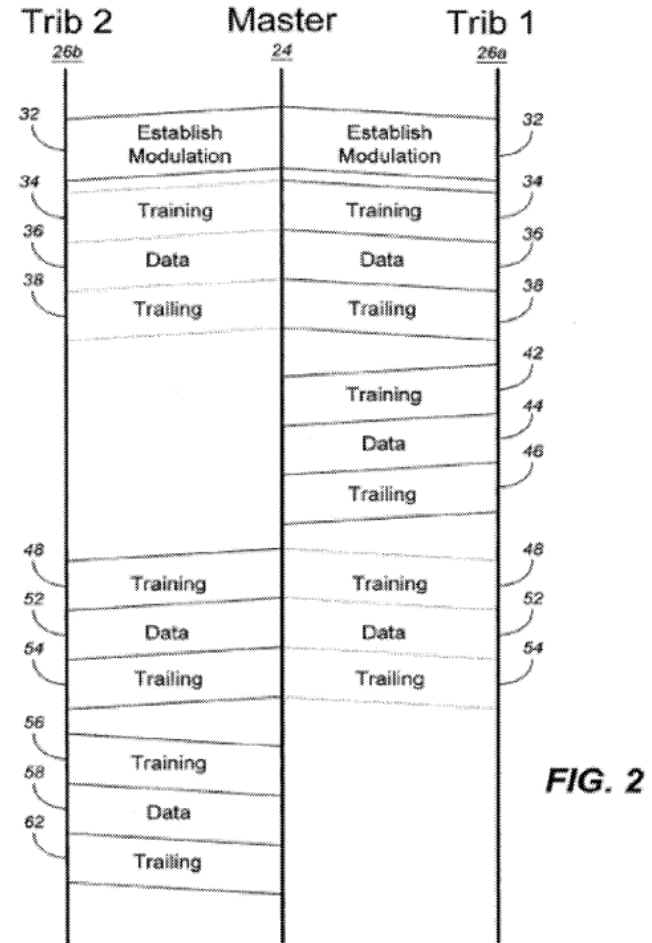 Trib 2 Master Trib 1
26b 24 26a
32 Establish Modulation Establish Modulation 32
34 Training Training 34
36 Data Data 36
38 Trailing Trailing 38
Training 42
Data 44
Trailing 46
48 Training Training 48
52 Data Data 52
54 Trailing Trailing 54
56 Training
58 Data
62 Trailing
FIG. 2